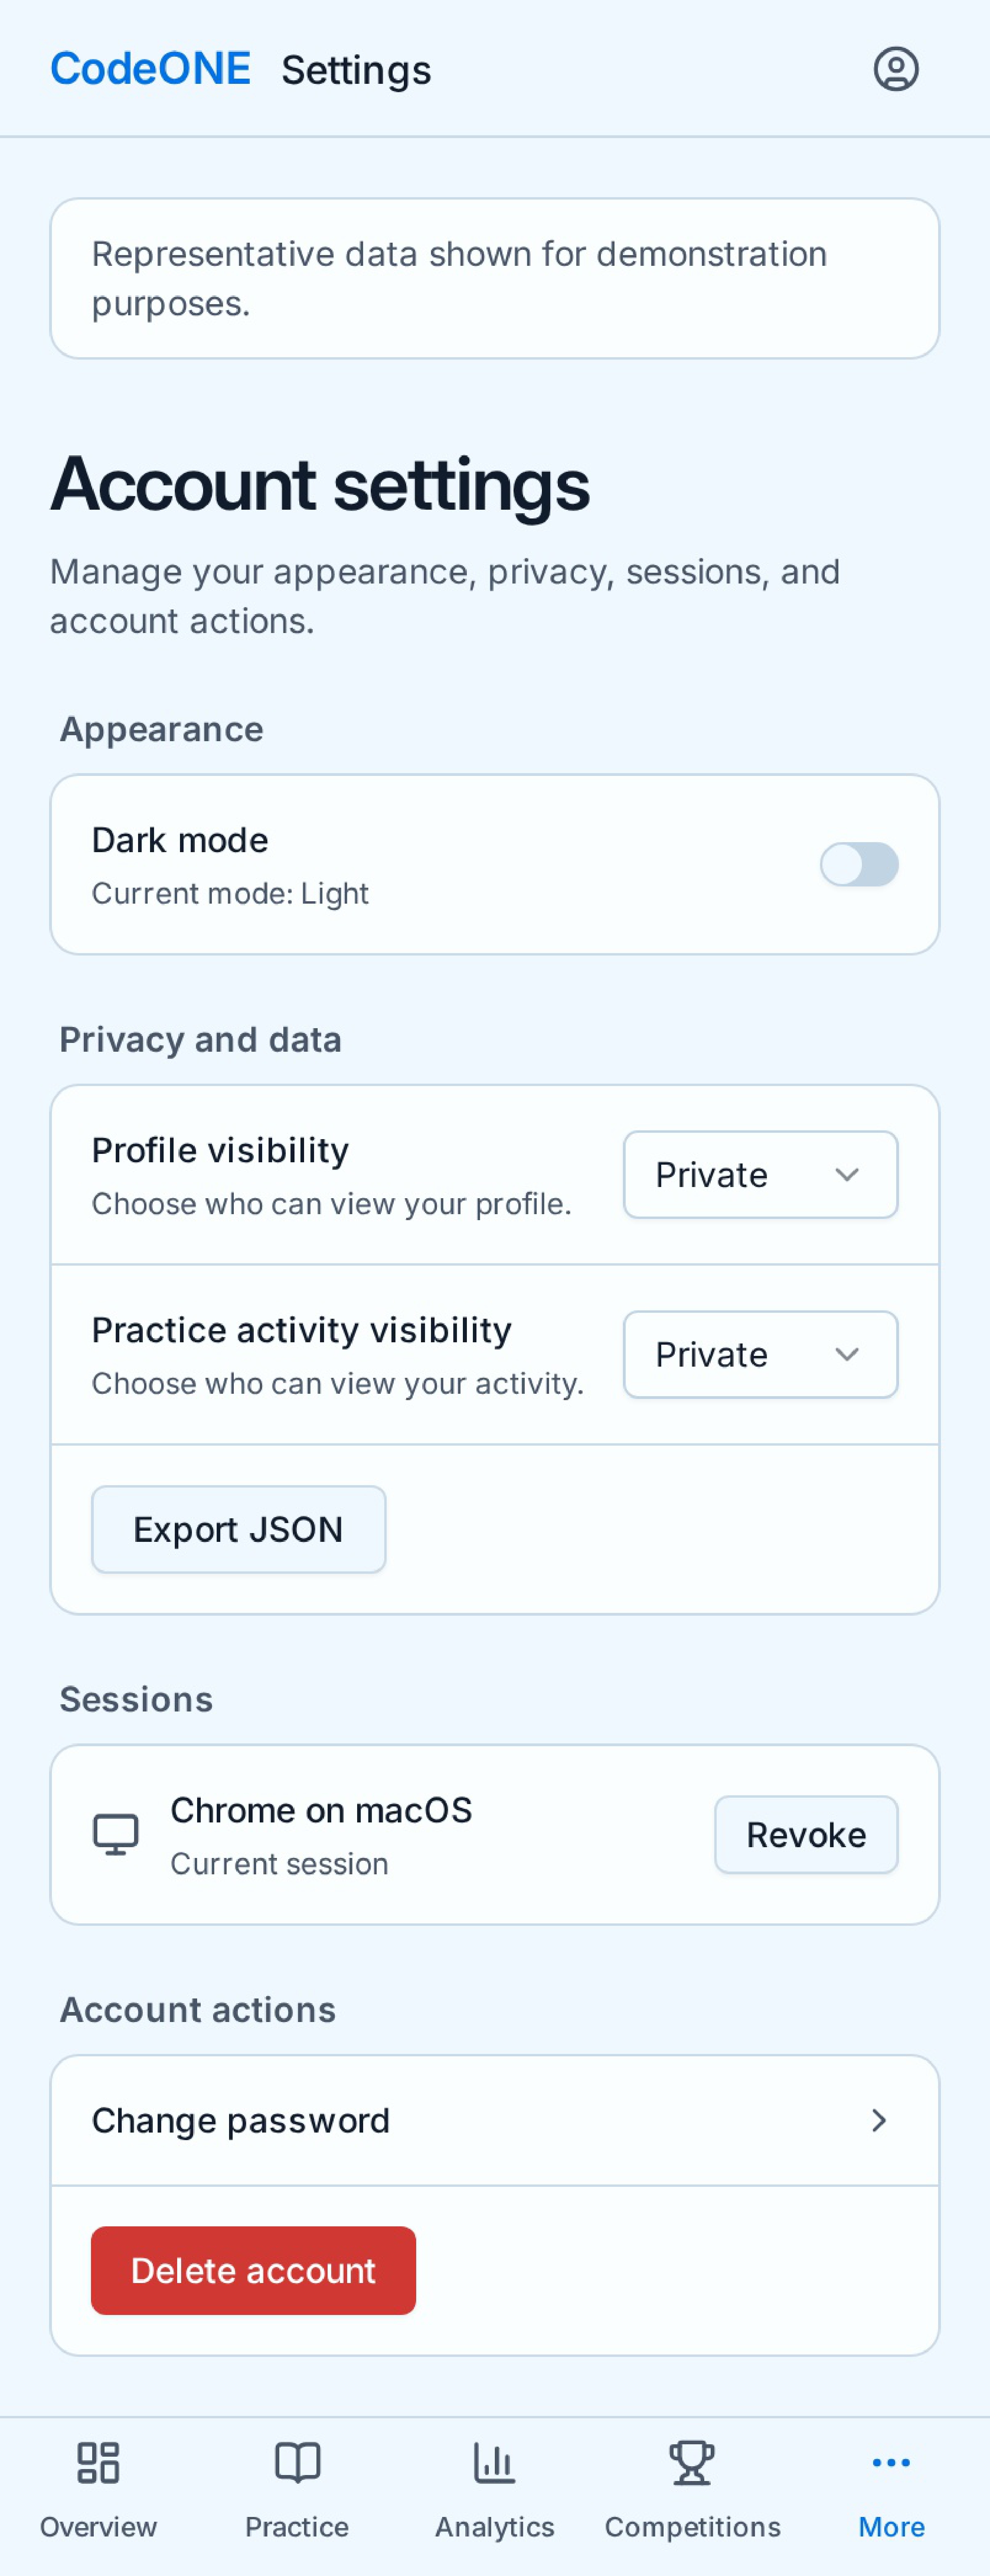 CodeONE Settings
Representative data shown for demonstration
purposes.
Account settings
Manage your appearance, privacy, sessions, and
account actions.
Appearance
Dark mode
Current mode: Light
Privacy and data
Profile visibility
Choose who can view your profile.
Private
Practice activity visibility
Choose who can view your activity.
Private
Export JSON
Sessions
Chrome on macOS
Current session
Revoke
Account actions
Change password
Delete account
Overview Practice Analytics Competitions More